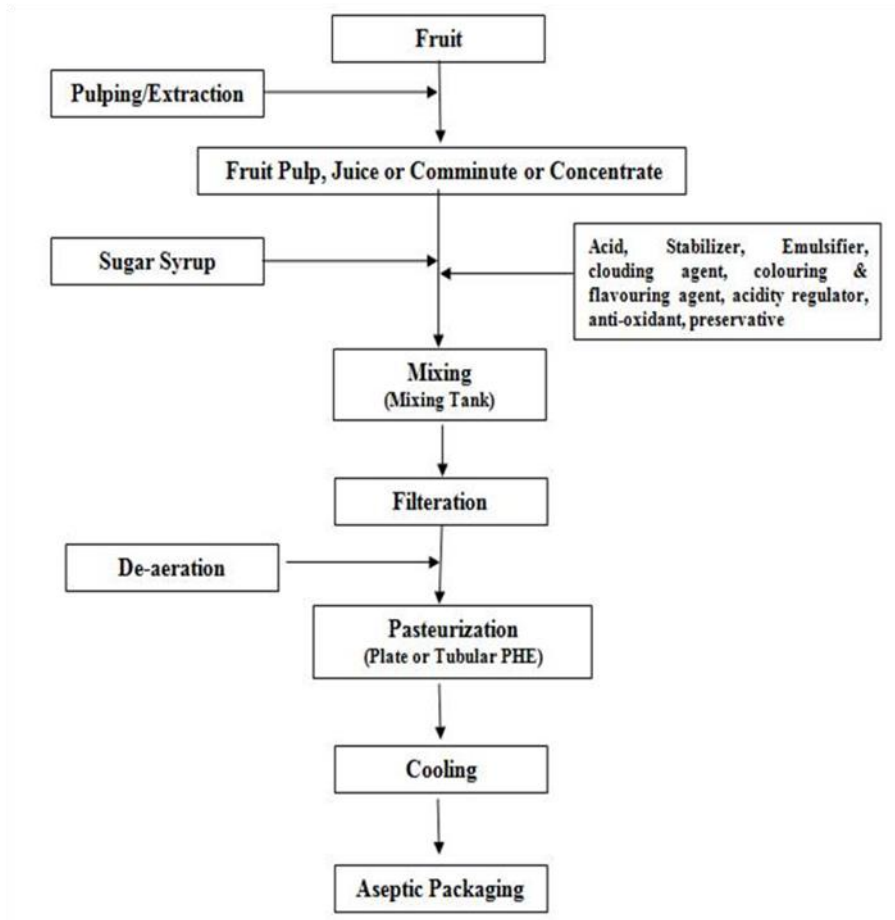 Fruit
Pulping/Extraction
Fruit Pulp, Juice or Comminute or Concentrate
Sugar Syrup
Acid, Stabilizer, Emulsifier,
clouding agent, colouring &
flavouring agent, acidity regulator,
anti-oxidant, preservative
Mixing
(Mixing Tank)
Filteration
De-aeration
Pasteurization
(Plate or Tubular PHE)
Cooling
Aseptic Packaging